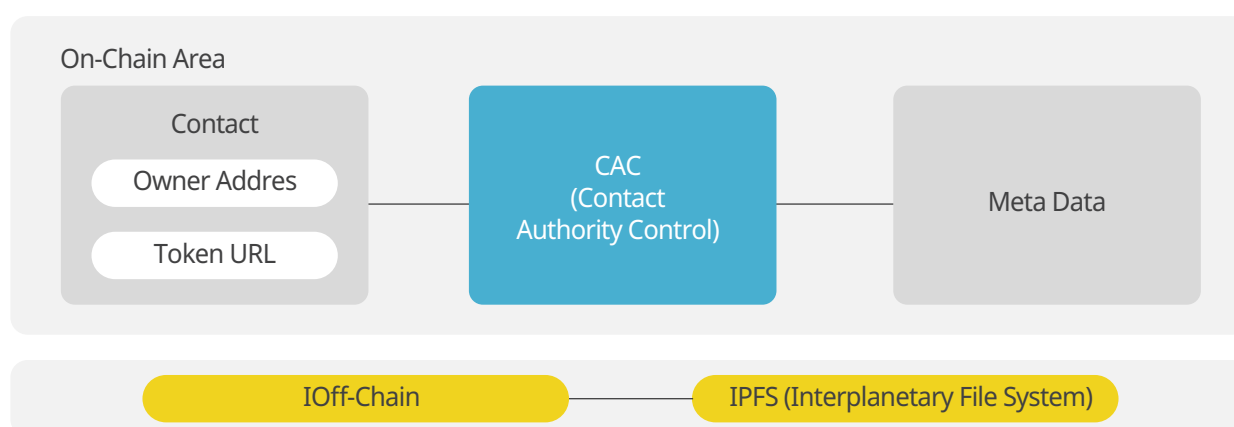 On-Chain Area
Contact
Owner Addres
Token URL
CAC
(Contact
Authority Control)
Meta Data
IOff-Chain
IPFS (Interplanetary File System)